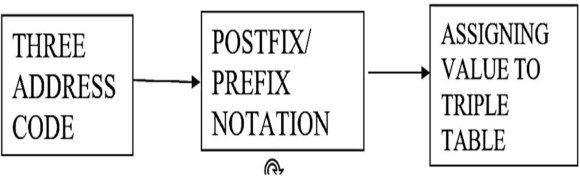 THREE
ADDRESS
CODE
POSTFIX/
PREFIX
NOTATION
ASSIGNING
VALUE TO
TRIPLE
TABLE